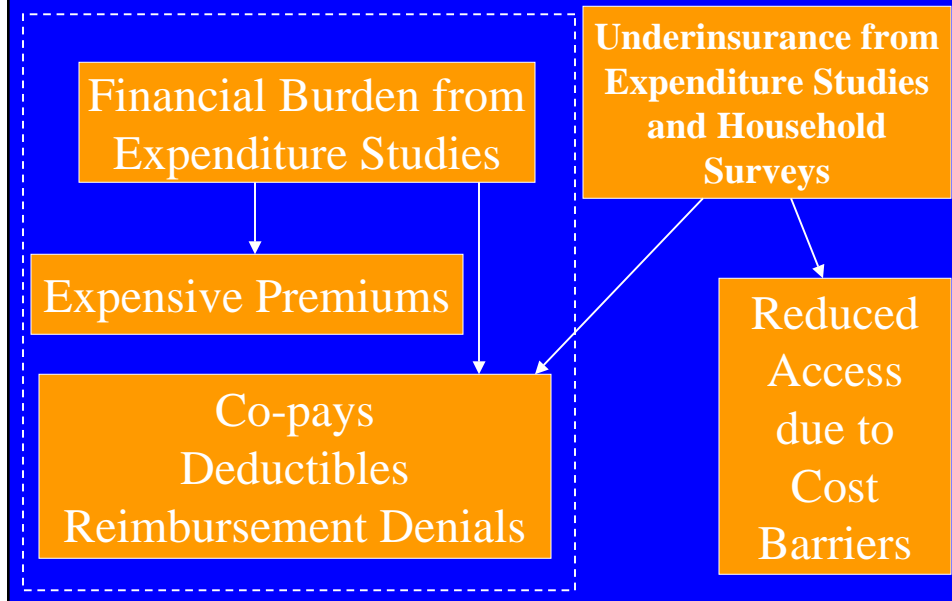 Financial Burden from
Expenditure Studies
Underinsurance from
Expenditure Studies
and Household
Surveys
Expensive Premiums
Co-pays
Deductibles
Reimbursement Denials
Reduced
Access
due to
Cost
Barriers